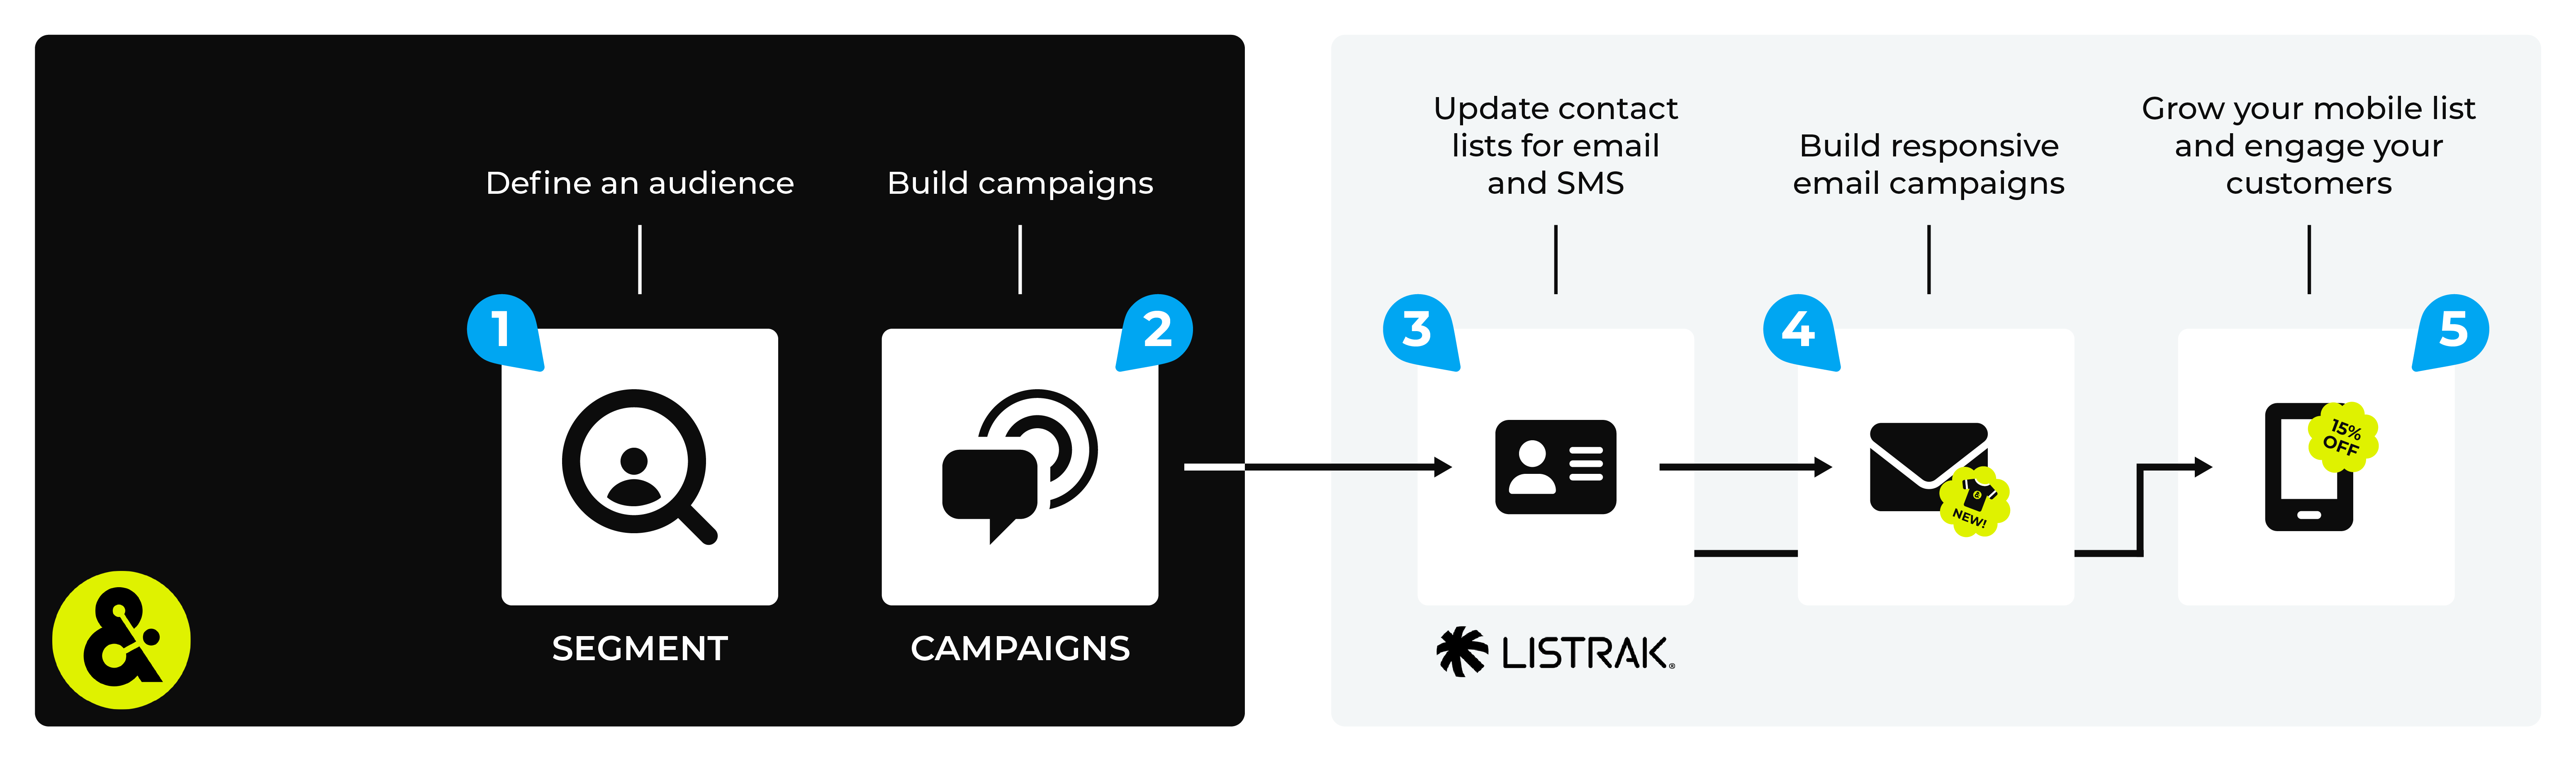 Define an audience
Build campaigns
1
2
SEGMENT
CAMPAIGNS
&
Update contact
lists for email
and SMS
Build responsive
email campaigns
Grow your mobile list
and engage your
customers
3
4
5
&
NEW!
15%
OFF
LISTRAK®